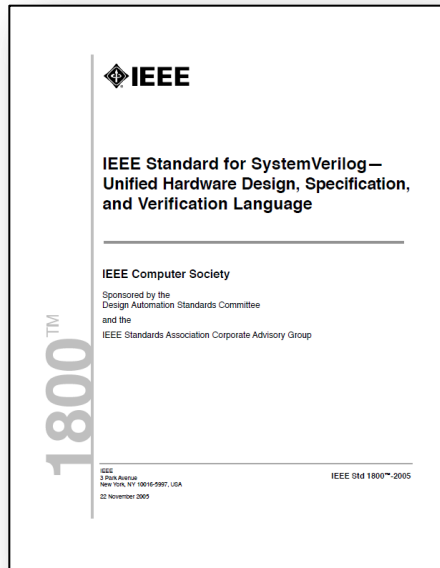 IEEE
IEEE Standard for SystemVerilog—
Unified Hardware Design, Specification,
and Verification Language
IEEE Computer Society
Sponsored by the
Design Automation Standards Committee
and the
IEEE Standards Association Corporate Advisory Group
1800™
IEEE
3 Park Avenue
New York, NY 10016-5997, USA
22 November 2005
IEEE Std 1800™-2005